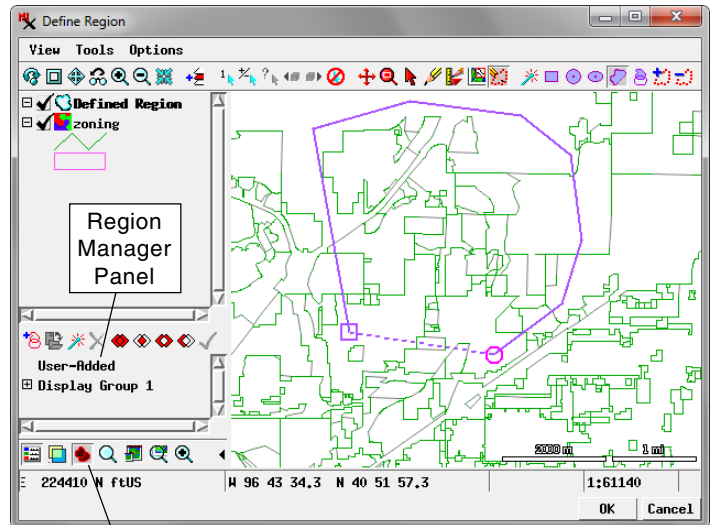 Define Region
View Tools Options
Defined Region
zoning
Region
Manager
Panel
User-Added
Display Group 1
2000 m
1 mi
E 224410 N ftUS
W 96 43 34.3 N 40 51 57.3
1:61140
OK
Cancel